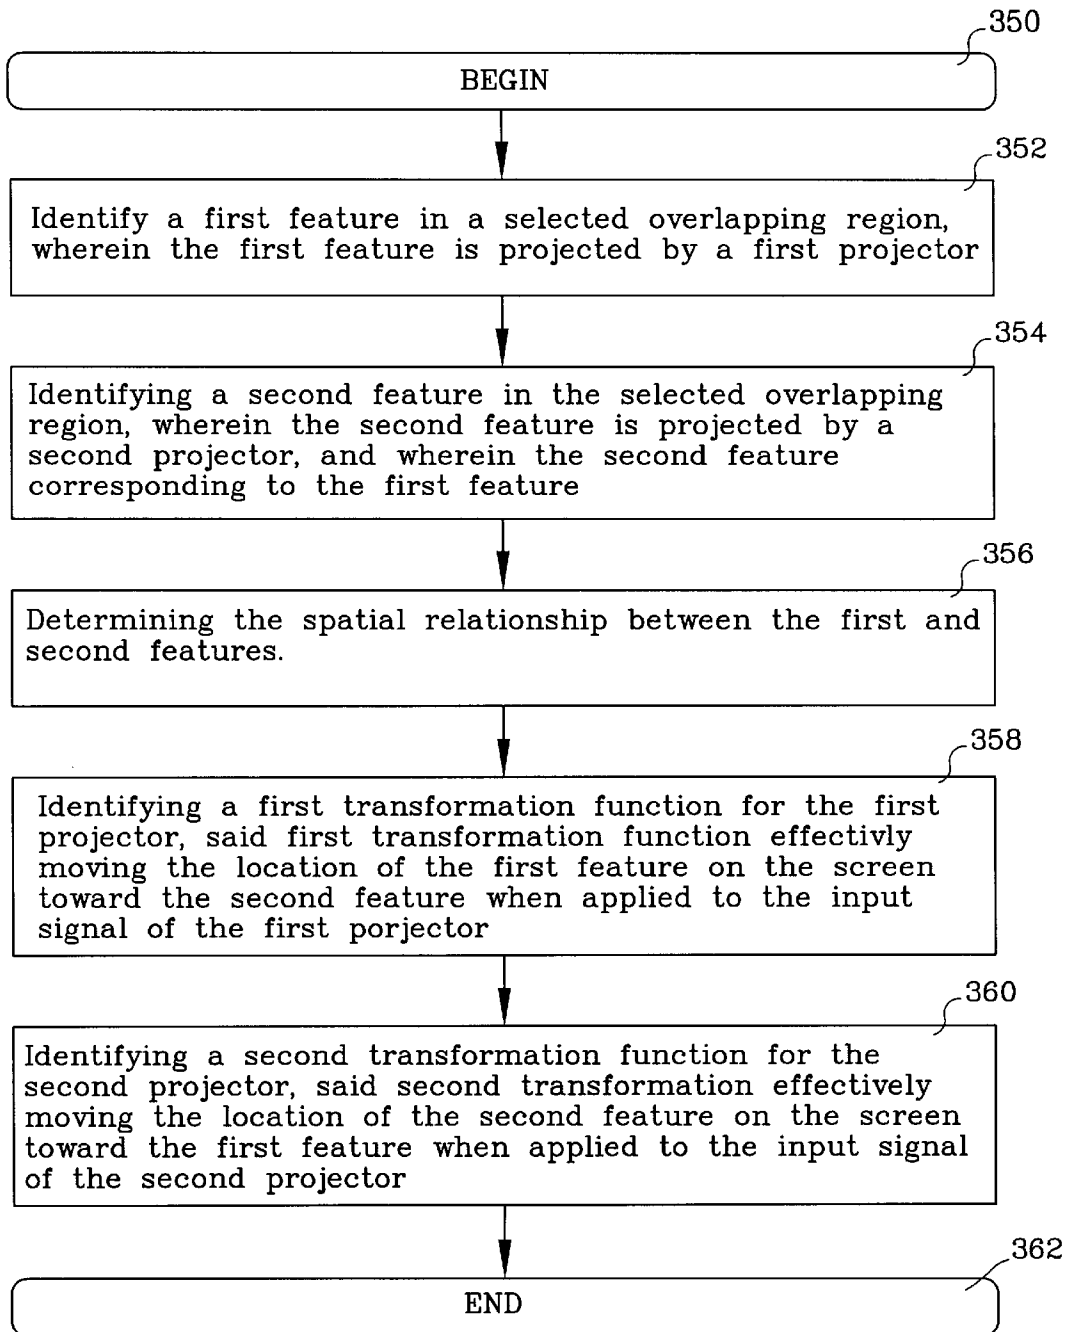 350
BEGIN
352
Identify a first feature in a selected overlapping region,
wherein the first feature is projected by a first projector
354
Identifying a second feature in the selected overlapping
region, wherein the second feature is projected by a
second projector, and wherein the second feature
corresponding to the first feature
356
Determining the spatial relationship between the first and
second features.
358
Identifying a first transformation function for the first
projector, said first transformation function effectivly
moving the location of the first feature on the screen
toward the second feature when applied to the input
signal of the first porjector
360
Identifying a second transformation function for the
second projector, said second transformation effectively
moving the location of the second feature on the screen
toward the first feature when applied to the input signal
of the second projector
362
END